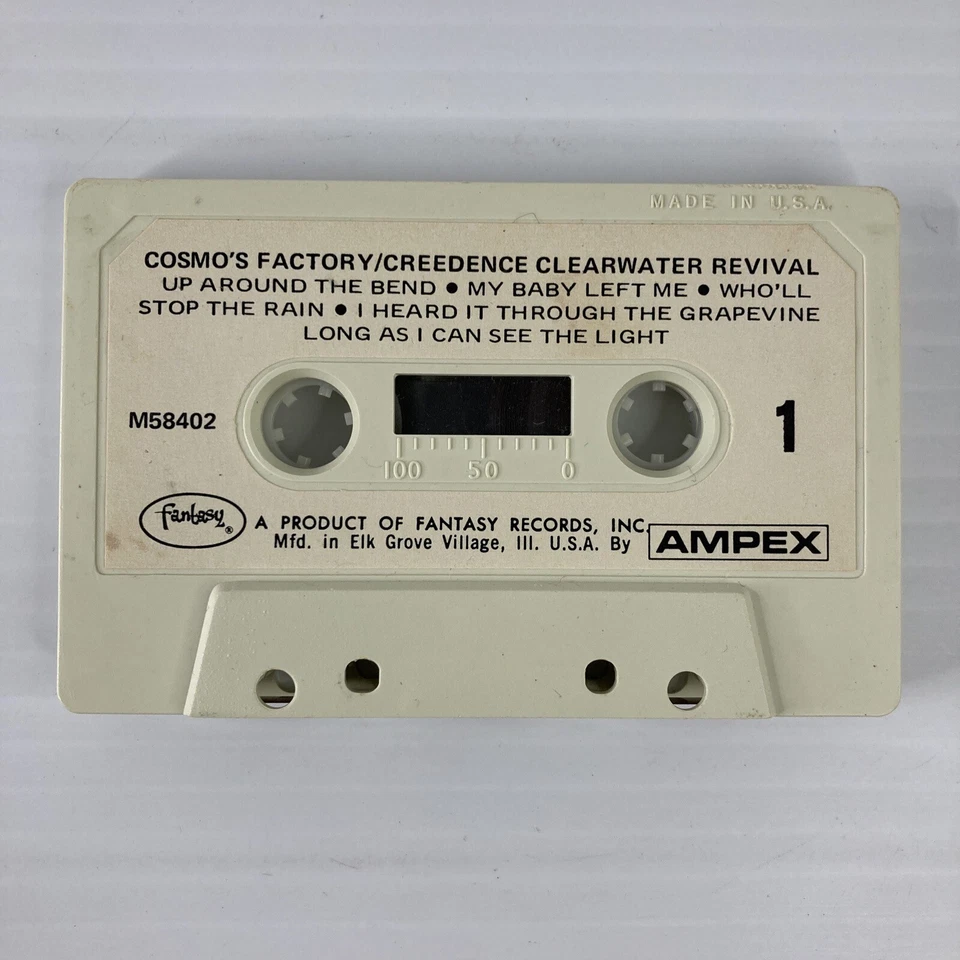 MADE IN U.S.A.
COSMO'S FACTORY/CREEDENCE CLEARWATER REVIVAL
UP AROUND THE BEND • MY BABY LEFT ME • WHO'LL
STOP THE RAIN • I HEARD IT THROUGH THE GRAPEVINE
LONG AS I CAN SEE THE LIGHT
M58402
1
100 50 0
fantasy ®
A PRODUCT OF FANTASY RECORDS, INC.
Mfd. in Elk Grove Village, Ill. U.S.A. By AMPEX